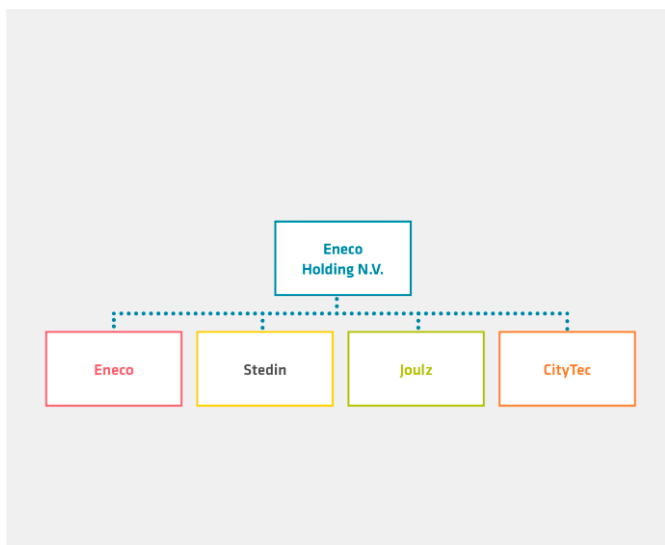 Eneco
Holding N.V.
Eneco
Stedin
Joulz
CityTec